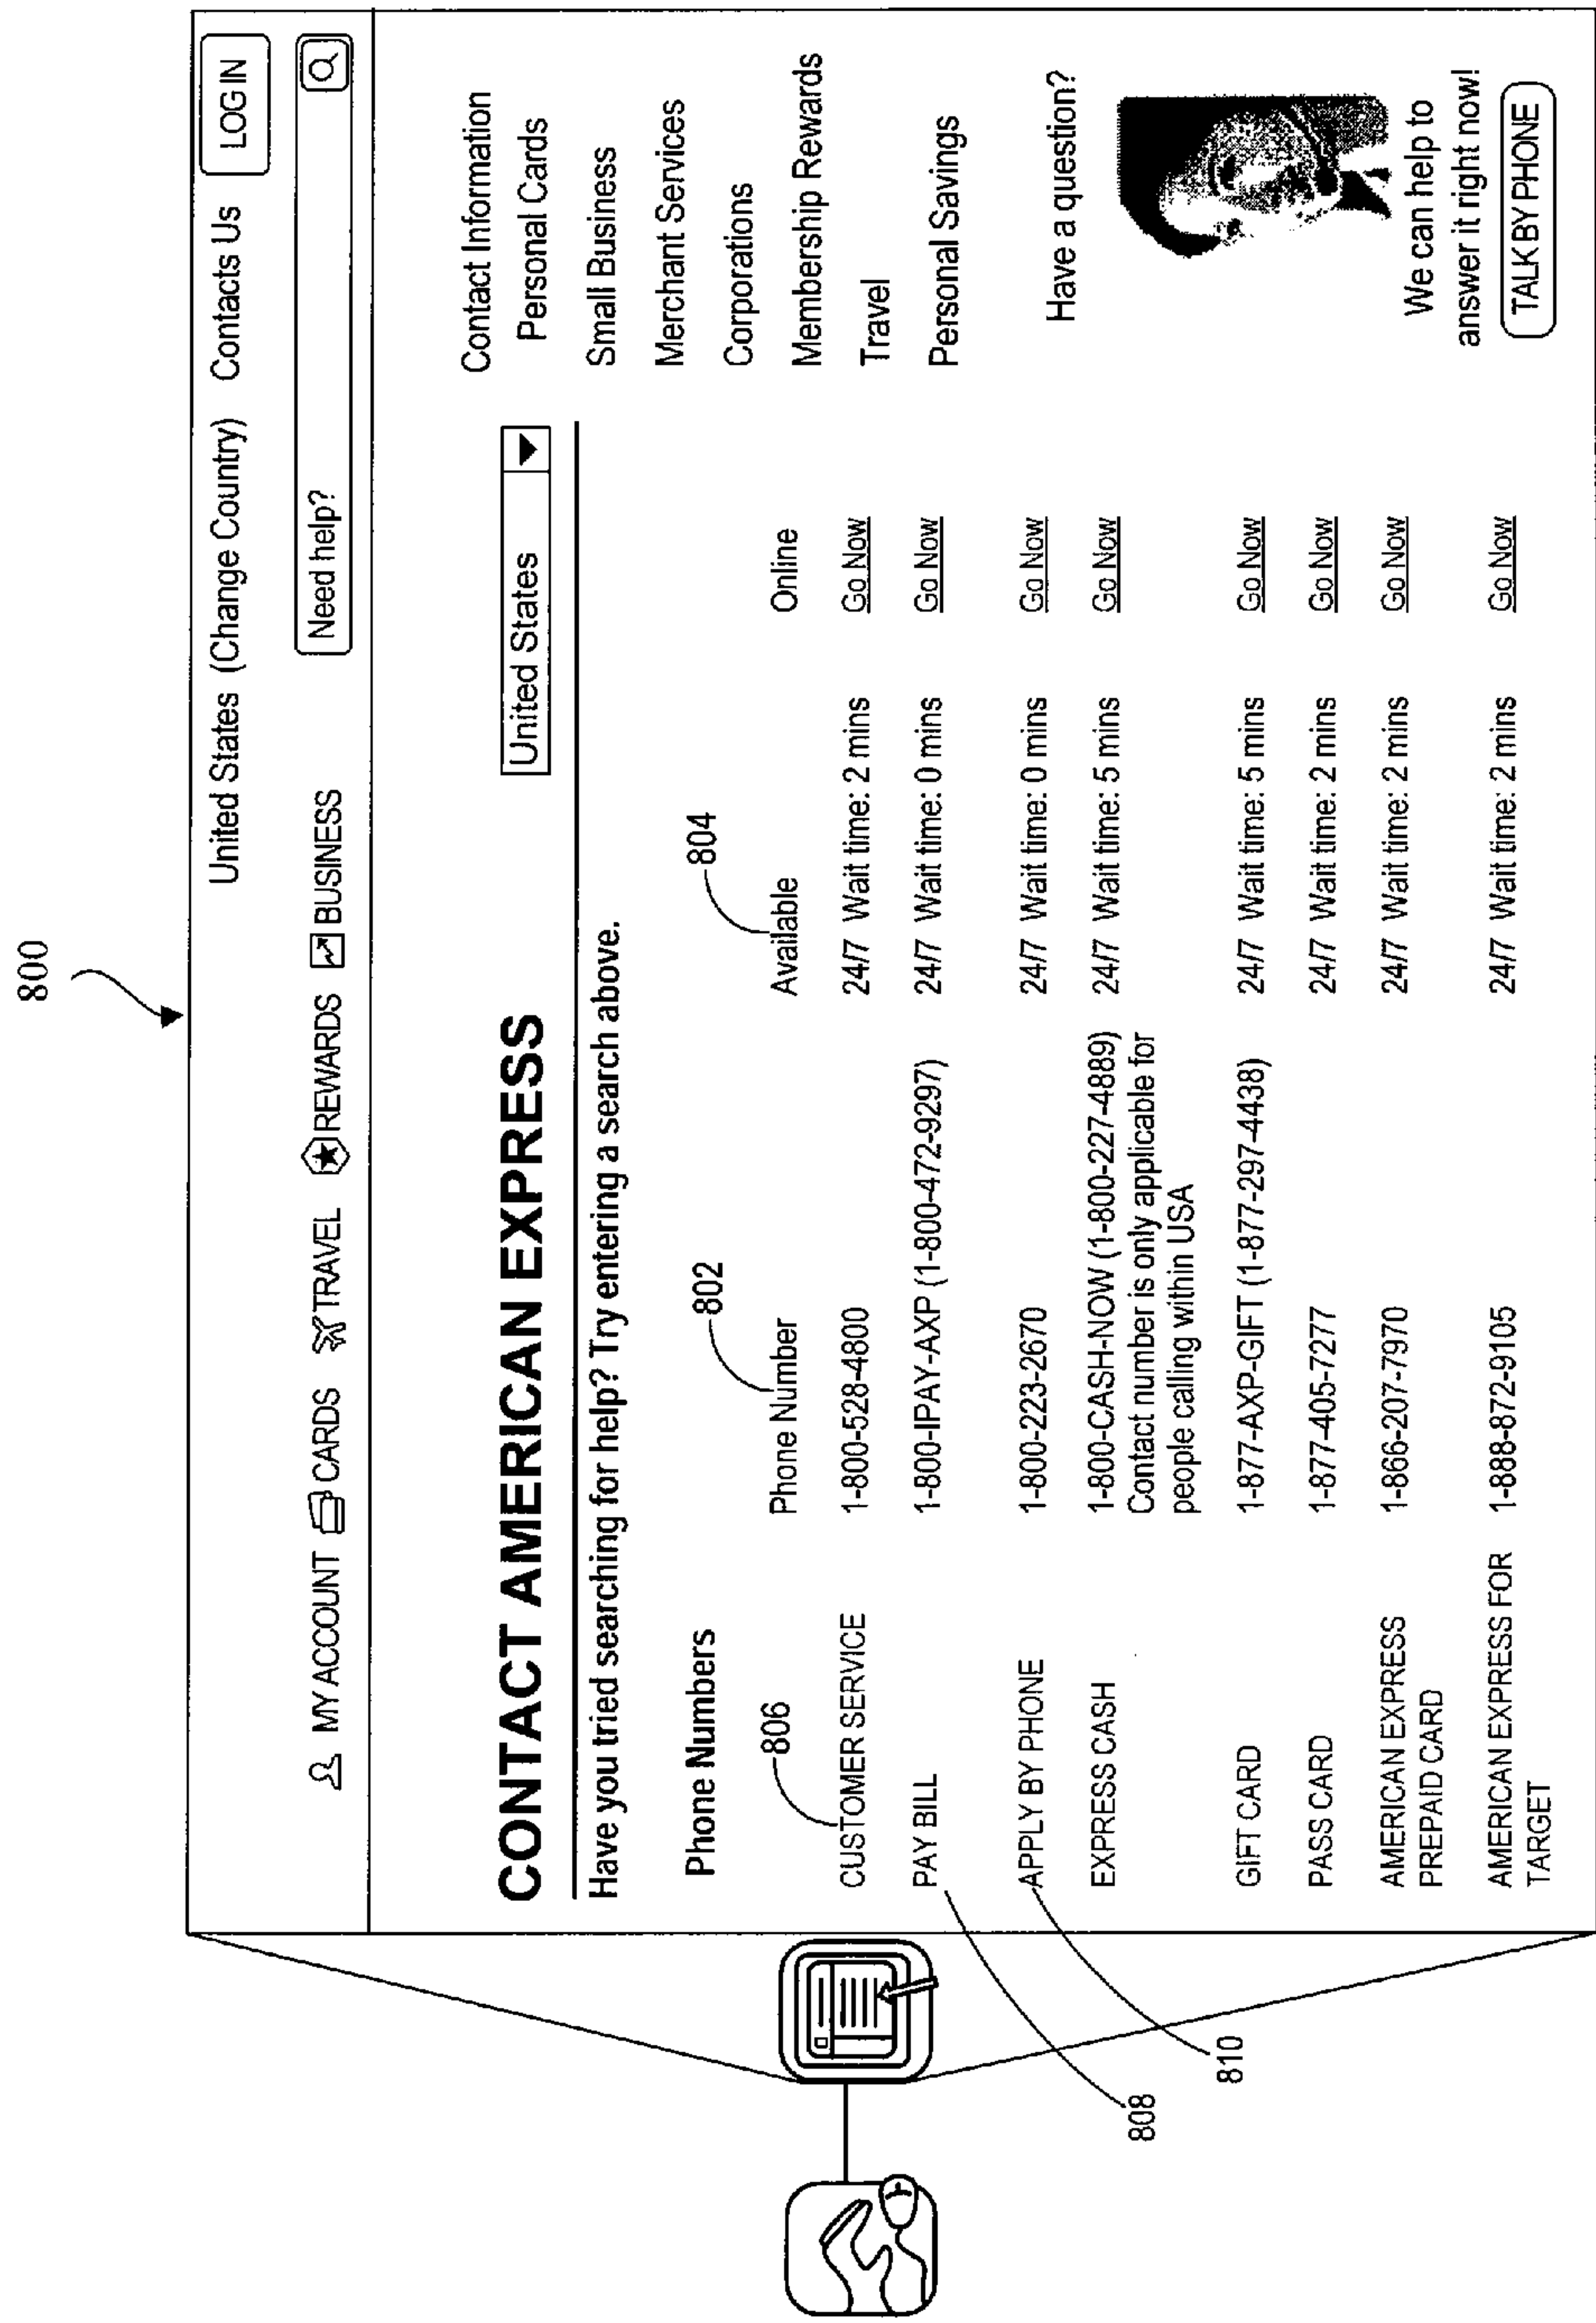 800
United States (Change Country) Contacts Us LOG IN
MY ACCOUNT CARDS TRAVEL REWARDS BUSINESS Need help?
CONTACT AMERICAN EXPRESS United States
Have you tried searching for help? Try entering a search above.
Phone Numbers
806 802 804
Phone Number Available Online
CUSTOMER SERVICE 1-800-528-4800 24/7 Wait time: 2 mins Go Now
PAY BILL 1-800-IPAY-AXP (1-800-472-9297) 24/7 Wait time: 0 mins Go Now
APPLY BY PHONE 1-800-223-2670 24/7 Wait time: 0 mins Go Now
EXPRESS CASH 1-800-CASH-NOW (1-800-227-4889) 24/7 Wait time: 5 mins Go Now
Contact number is only applicable for
people calling within USA
GIFT CARD 1-877-AXP-GIFT (1-877-297-4438) 24/7 Wait time: 5 mins Go Now
PASS CARD 1-877-405-7277 24/7 Wait time: 2 mins Go Now
AMERICAN EXPRESS 1-866-207-7970 24/7 Wait time: 2 mins Go Now
PREPAID CARD
AMERICAN EXPRESS FOR 1-888-872-9105 24/7 Wait time: 2 mins Go Now
TARGET
Contact Information
Personal Cards
Small Business
Merchant Services
Corporations
Membership Rewards
Travel
Personal Savings
Have a question?
We can help to
answer it right now!
TALK BY PHONE
808
810